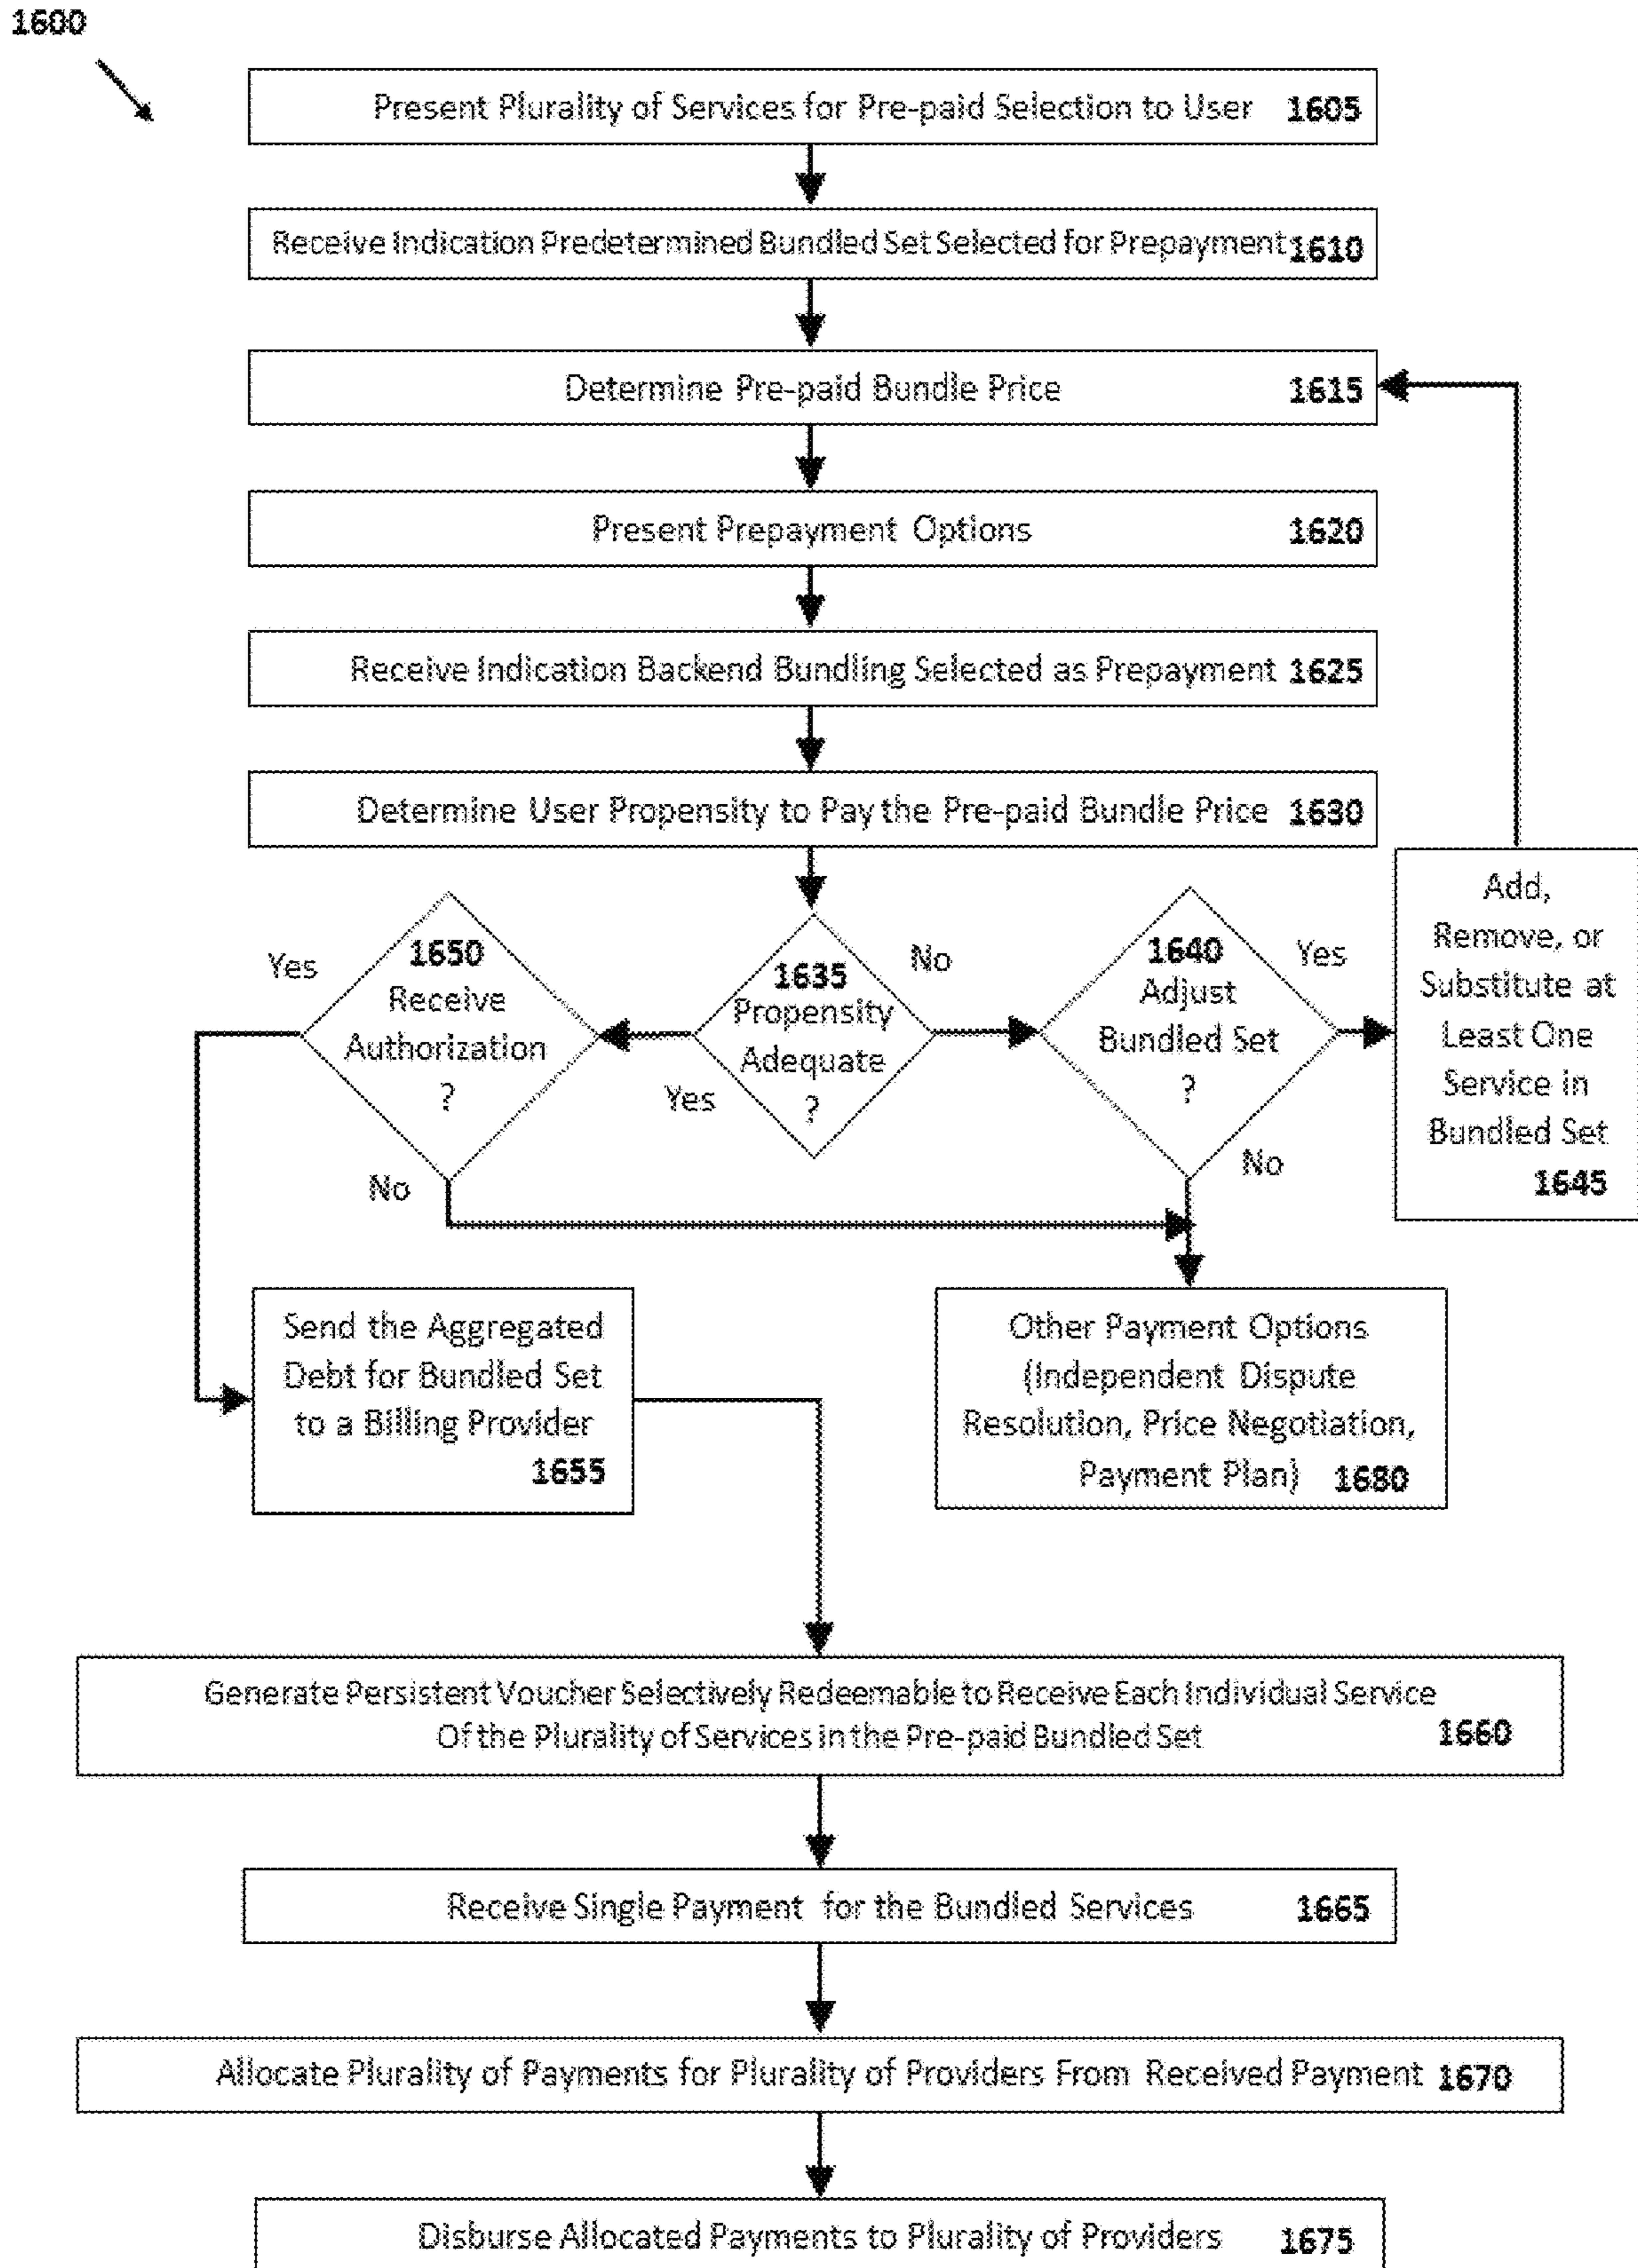 1600
Present Plurality of Services for Pre-paid Selection to User 1605
Receive Indication Predetermined Bundled Set Selected for Prepayment 1610
Determine Pre-paid Bundle Price 1615
Present Prepayment Options 1620
Receive Indication Backend Bundling Selected as Prepayment 1625
Determine User Propensity to Pay the Pre-paid Bundle Price 1630
Yes
1650
Receive
Authorization
?
No
1635
Propensity
Adequate
?
Yes
No
1640
Adjust
Bundled Set
?
Yes
No
Add,
Remove, or
Substitute at
Least One
Service in
Bundled Set
1645
Send the Aggregated
Debt for Bundled Set
to a Billing Provider
1655
Other Payment Options
(Independent Dispute
Resolution, Price Negotiation,
Payment Plan) 1680
Generate Persistent Voucher Selectively Redeemable to Receive Each Individual Service
Of the Plurality of Services in the Pre-paid Bundled Set 1660
Receive Single Payment for the Bundled Services 1665
Allocate Plurality of Payments for Plurality of Providers From Received Payment 1670
Disburse Allocated Payments to Plurality of Providers 1675